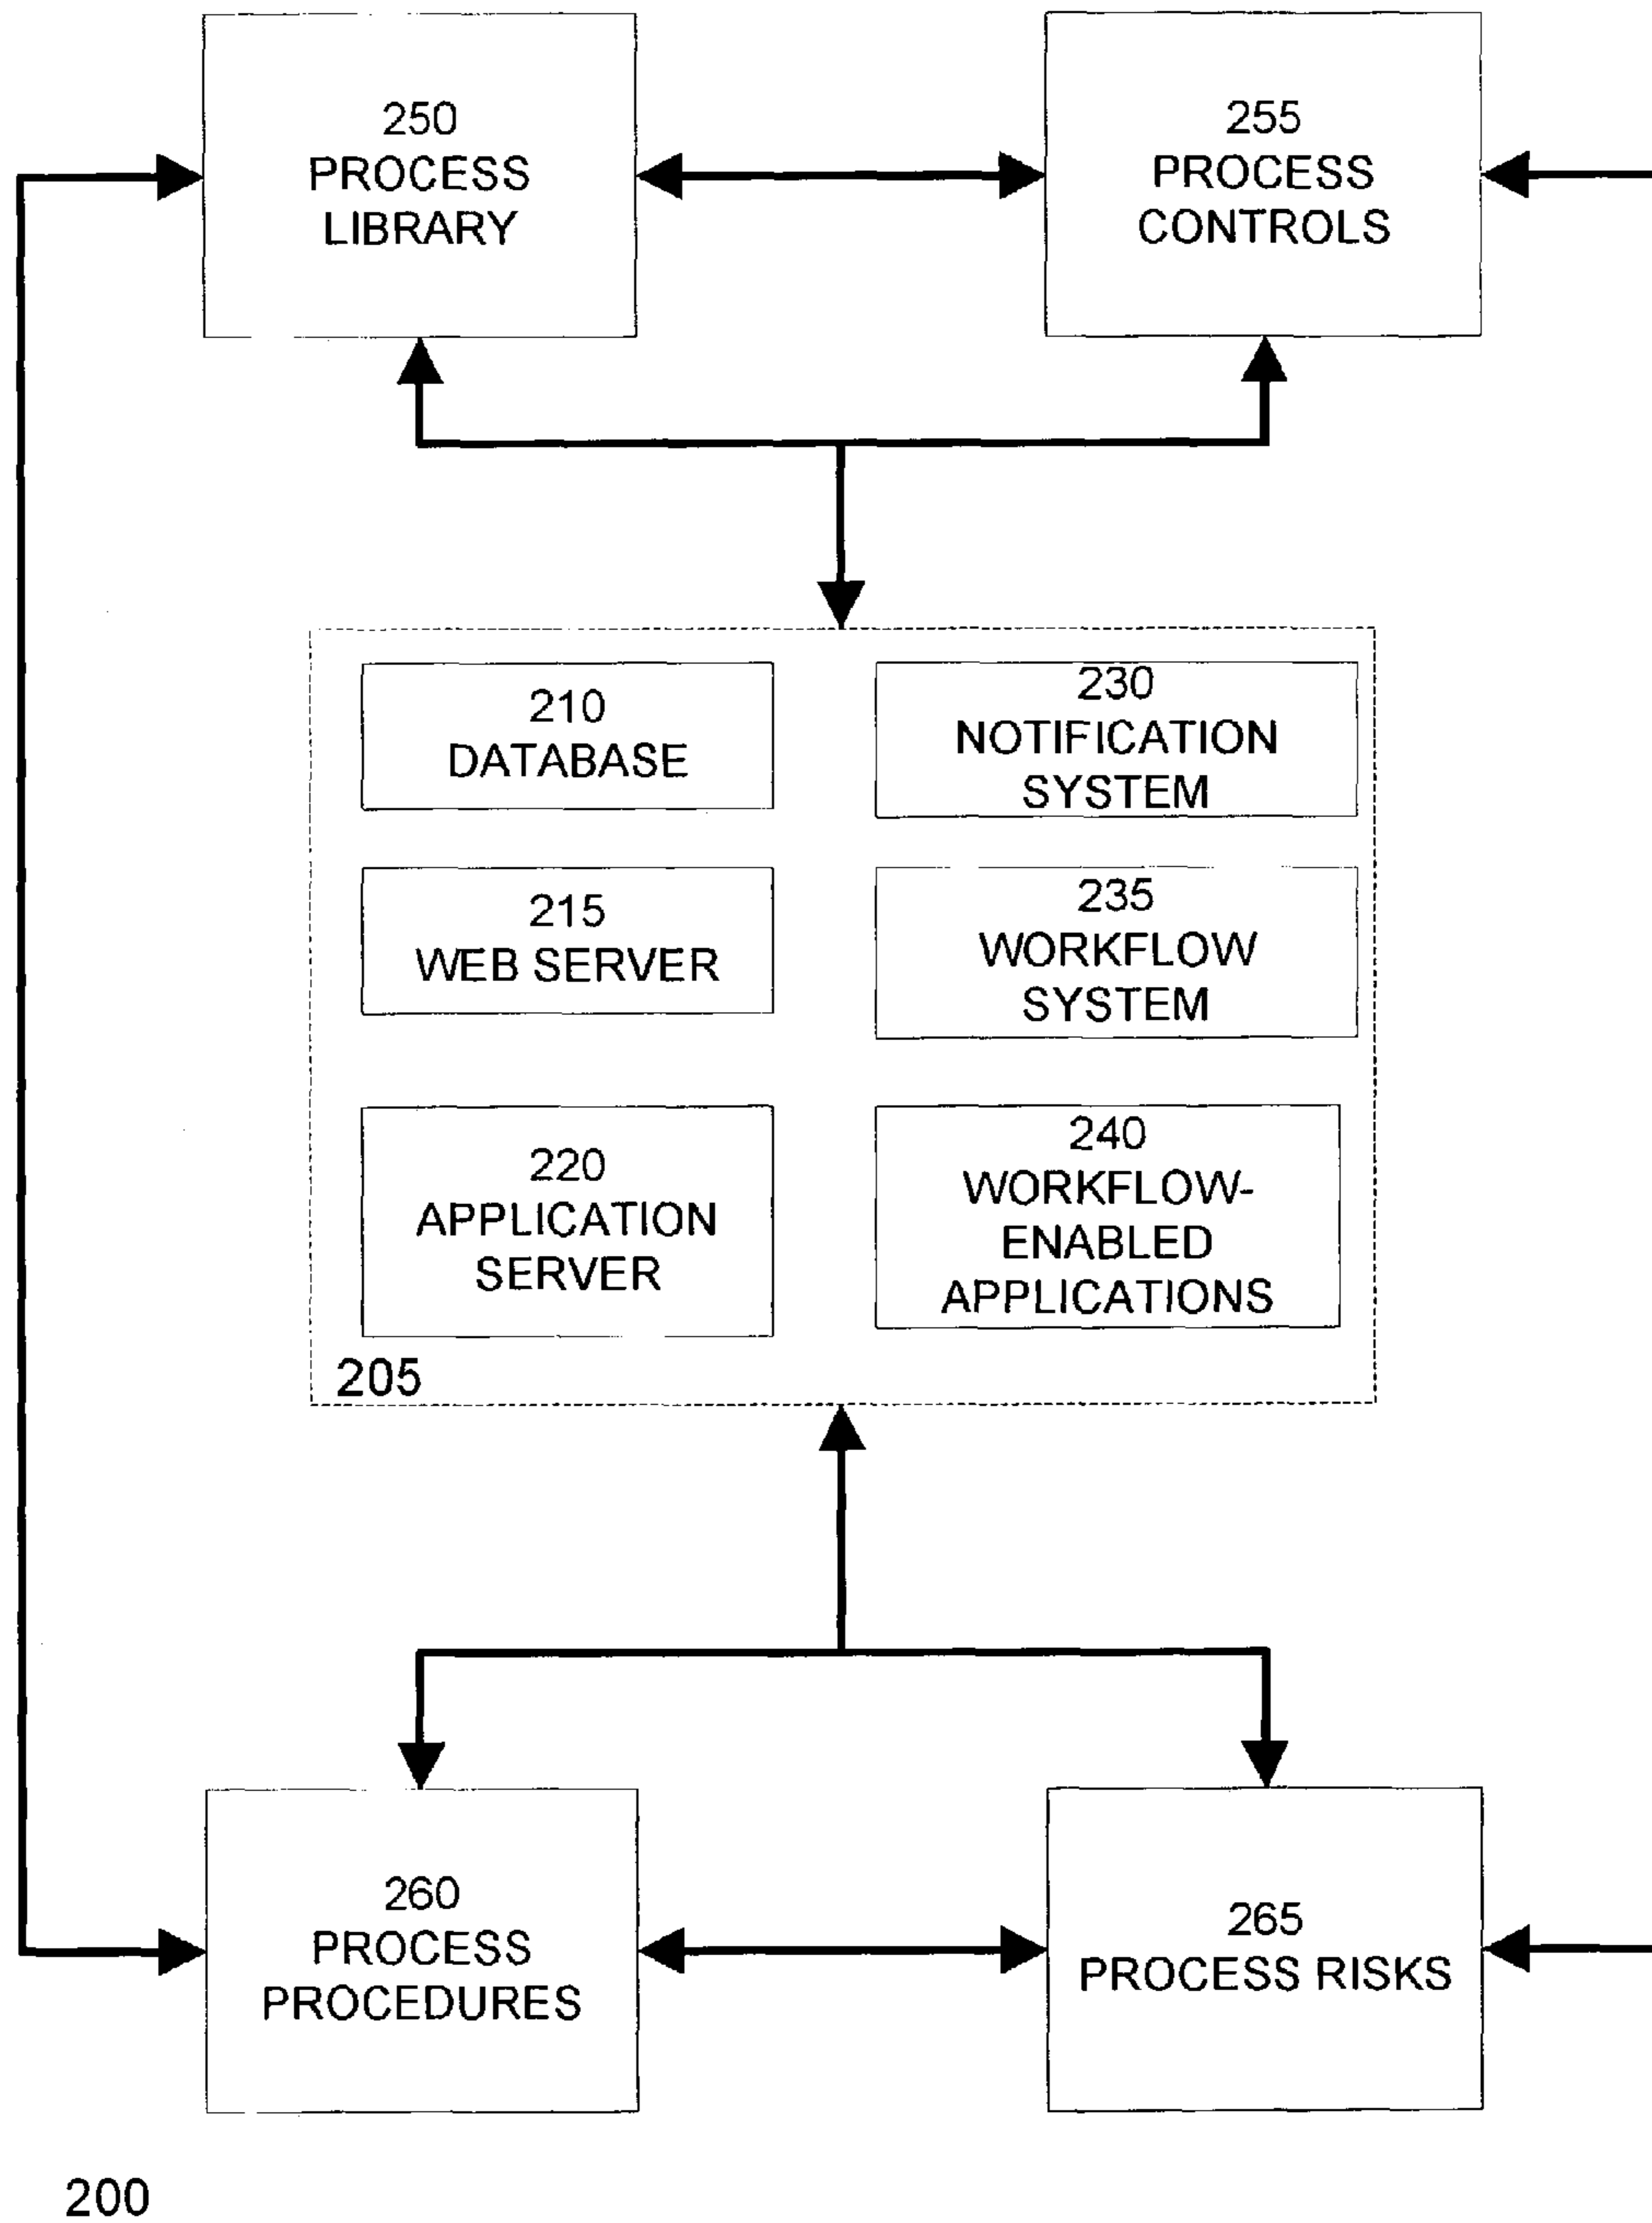 250
PROCESS
LIBRARY
255
PROCESS
CONTROLS
210
DATABASE
230
NOTIFICATION
SYSTEM
215
WEB SERVER
235
WORKFLOW
SYSTEM
220
APPLICATION
SERVER
240
WORKFLOW-
ENABLED
APPLICATIONS
205
260
PROCESS
PROCEDURES
265
PROCESS RISKS
200